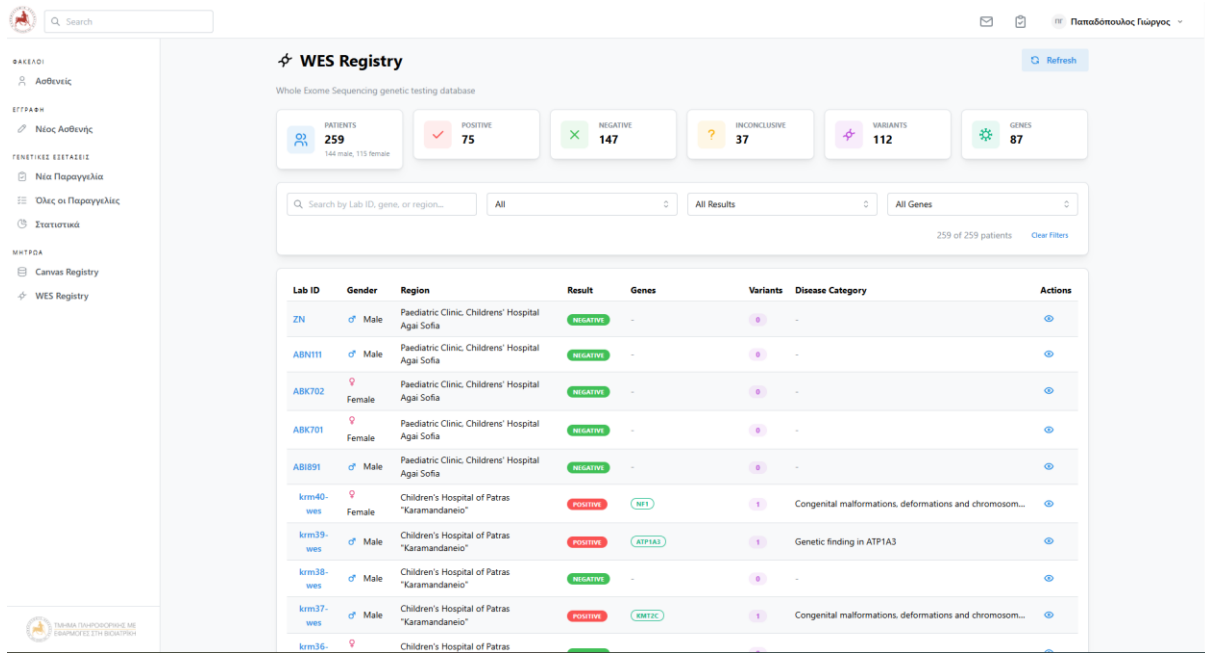 Search
ΠΓ Παπαδόπουλος Γιώργος
ΦΑΚΕΛΟΙ
Ασθενείς
ΕΓΓΡΑΦΗ
Νέος Ασθενής
ΓΕΝΕΤΙΚΕΣ ΕΞΕΤΑΣΕΙΣ
Νέα Παραγγελία
Όλες οι Παραγγελίες
Στατιστικά
ΜΗΤΡΩΑ
Canvas Registry
WES Registry
ΤΜΗΜΑ ΠΛΗΡΟΦΟΡΙΚΗΣ ΜΕ
ΕΦΑΡΜΟΓΕΣ ΣΤΗ ΒΙΟΙΑΤΡΙΚΗ
WES Registry
Refresh
Whole Exome Sequencing genetic testing database
PATIENTS
259
144 male, 115 female
POSITIVE
75
NEGATIVE
147
INCONCLUSIVE
? 37
VARIANTS
112
GENES
87
Search by Lab ID, gene, or region... All All Results All Genes
259 of 259 patients Clear Filters
Lab ID Gender Region Result Genes Variants Disease Category Actions
ZN ♂ Male Paediatric Clinic, Childrens' Hospital
Agai Sofia NEGATIVE - 0 -
ABN111 ♂ Male Paediatric Clinic, Childrens' Hospital
Agai Sofia NEGATIVE - 0 -
ABK702 ♀ Female Paediatric Clinic, Childrens' Hospital
Agai Sofia NEGATIVE - 0 -
ABK701 ♀ Female Paediatric Clinic, Childrens' Hospital
Agai Sofia NEGATIVE - 0 -
ABI891 ♂ Male Paediatric Clinic, Childrens' Hospital
Agai Sofia NEGATIVE - 0 -
krm40-
wes ♀ Female Children's Hospital of Patras
"Karamandaneio" POSITIVE NF1 1 Congenital malformations, deformations and chromosom...
krm39-
wes ♂ Male Children's Hospital of Patras
"Karamandaneio" POSITIVE ATP1A3 1 Genetic finding in ATP1A3
krm38-
wes ♂ Male Children's Hospital of Patras
"Karamandaneio" NEGATIVE - 0 -
krm37-
wes ♂ Male Children's Hospital of Patras
"Karamandaneio" POSITIVE KMT2C 1 Congenital malformations, deformations and chromosom...
krm36- ♀ Children's Hospital of Patras